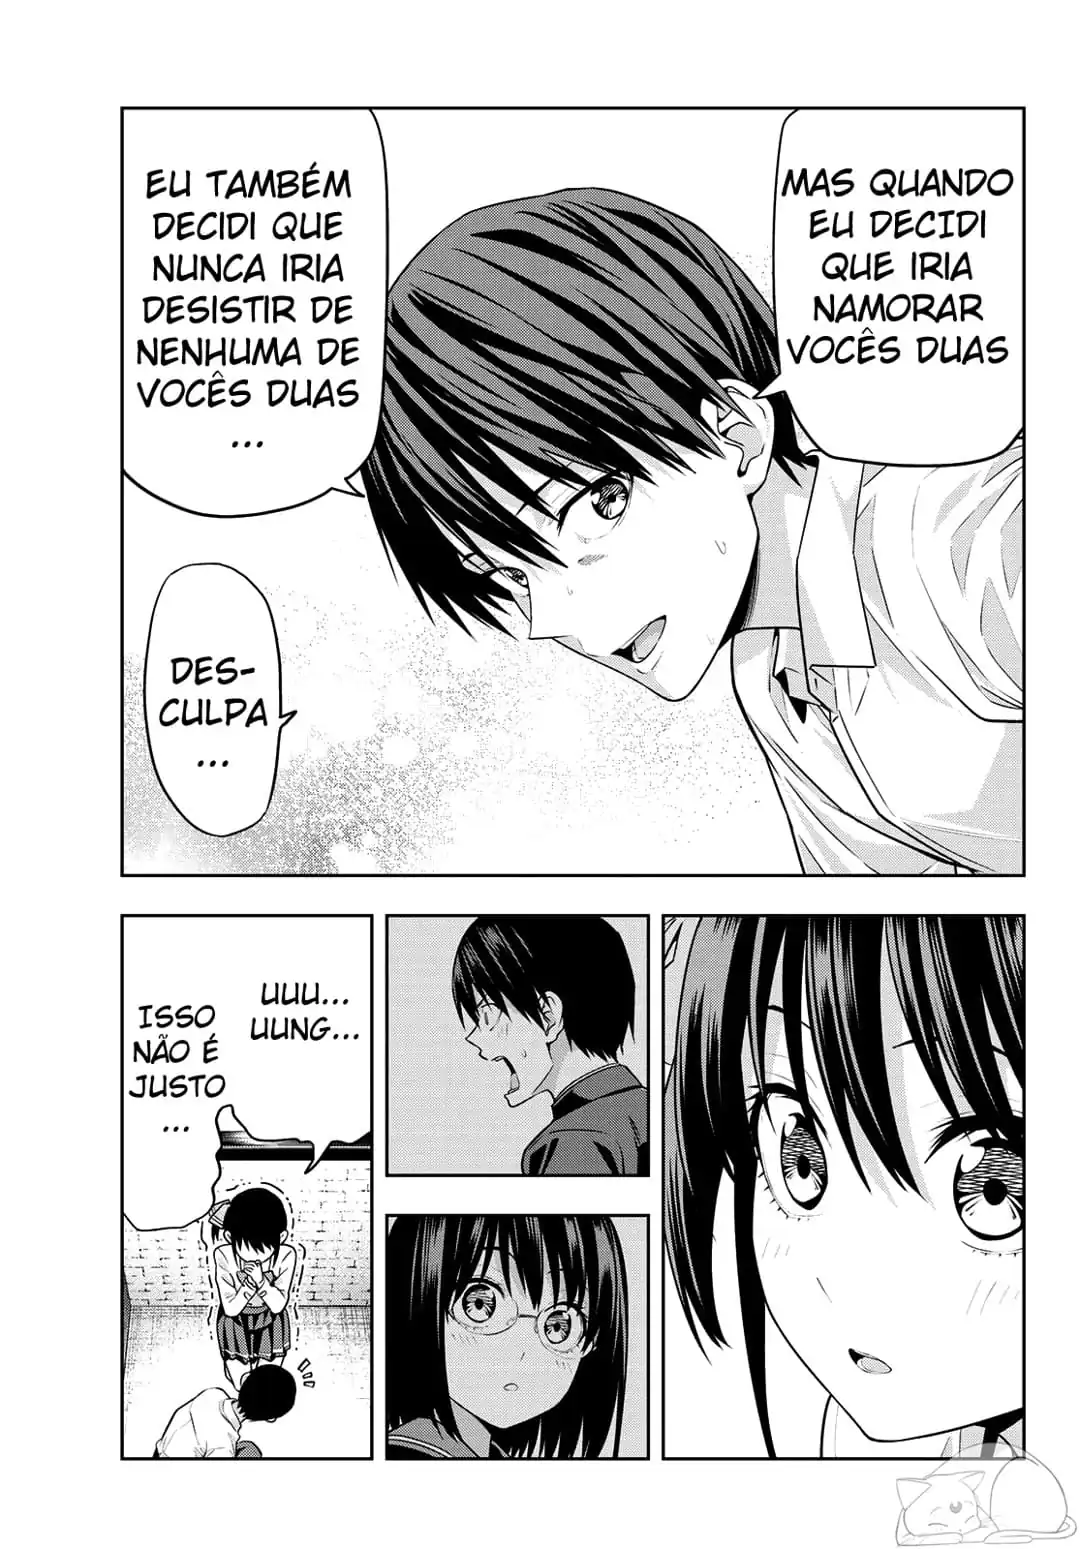 MAS QUANDO
EU DECIDI
QUE IRIA
NAMORAR
VOCÊS DUAS
EU TAMBÉM
DECIDI QUE
NUNCA IRIA
DESISTIR DE
NENHUMA DE
VOCÊS DUAS
...
DES-
CULPA
...
UUU...
UUNG...
ISSO
NÃO É
JUSTO
...